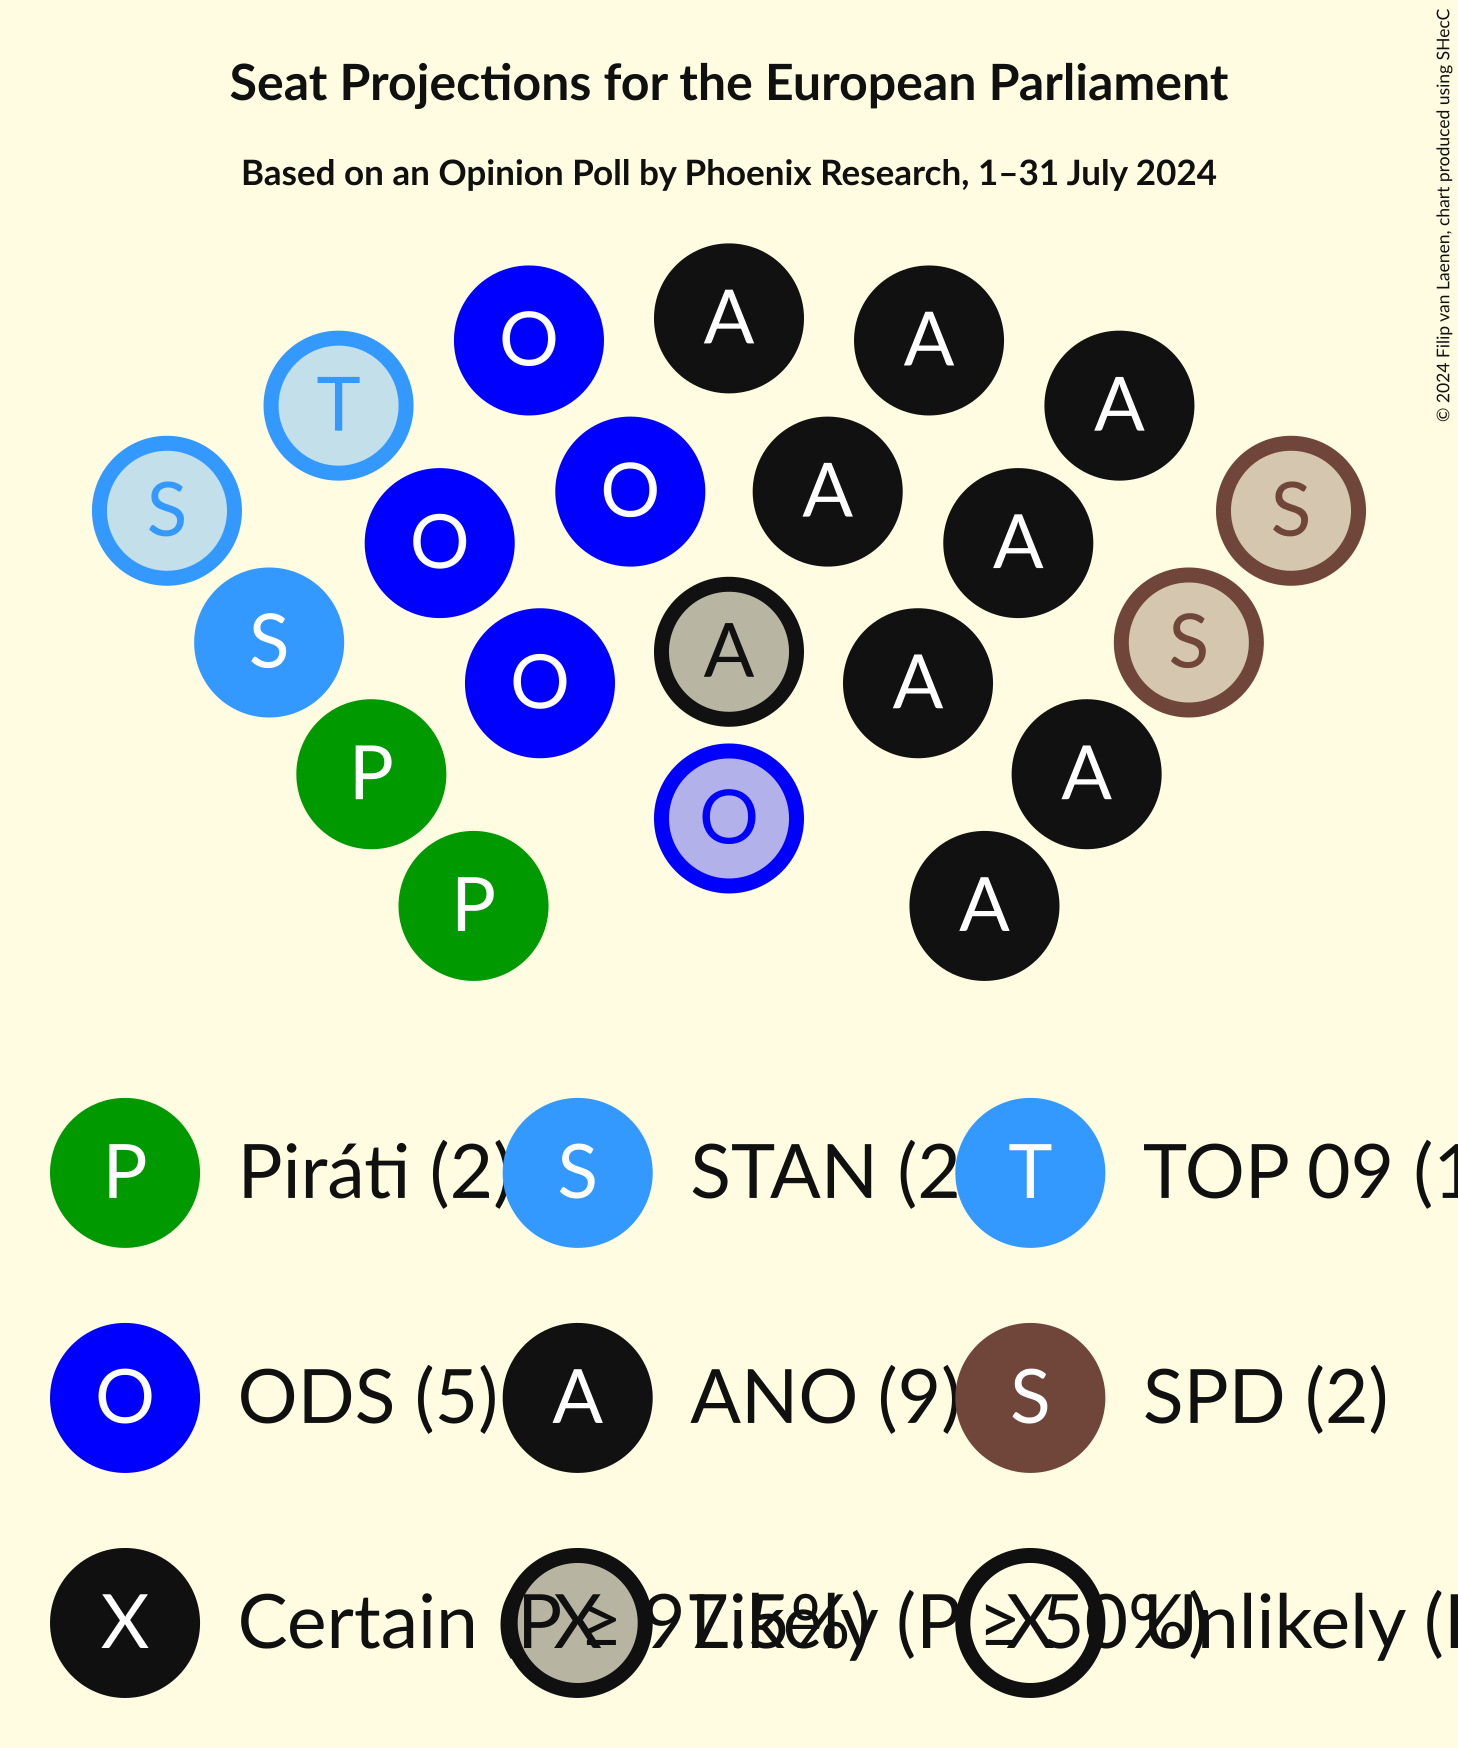 Seat Projections for the European Parliament
Based on an Opinion Poll by Phoenix Research, 1–31 July 2024
© 2024 Filip van Laenen, chart produced using SHecC
A
O A
T A
S O A S
O A
S A S
O A
P A
O
P A
P Piráti (2) S STAN (2 T TOP 09 (1
O ODS (5) A ANO (9) S SPD (2)
X Certain (P ≥ 97.5%) X Likely (P ≥ 50%) X Unlikely (